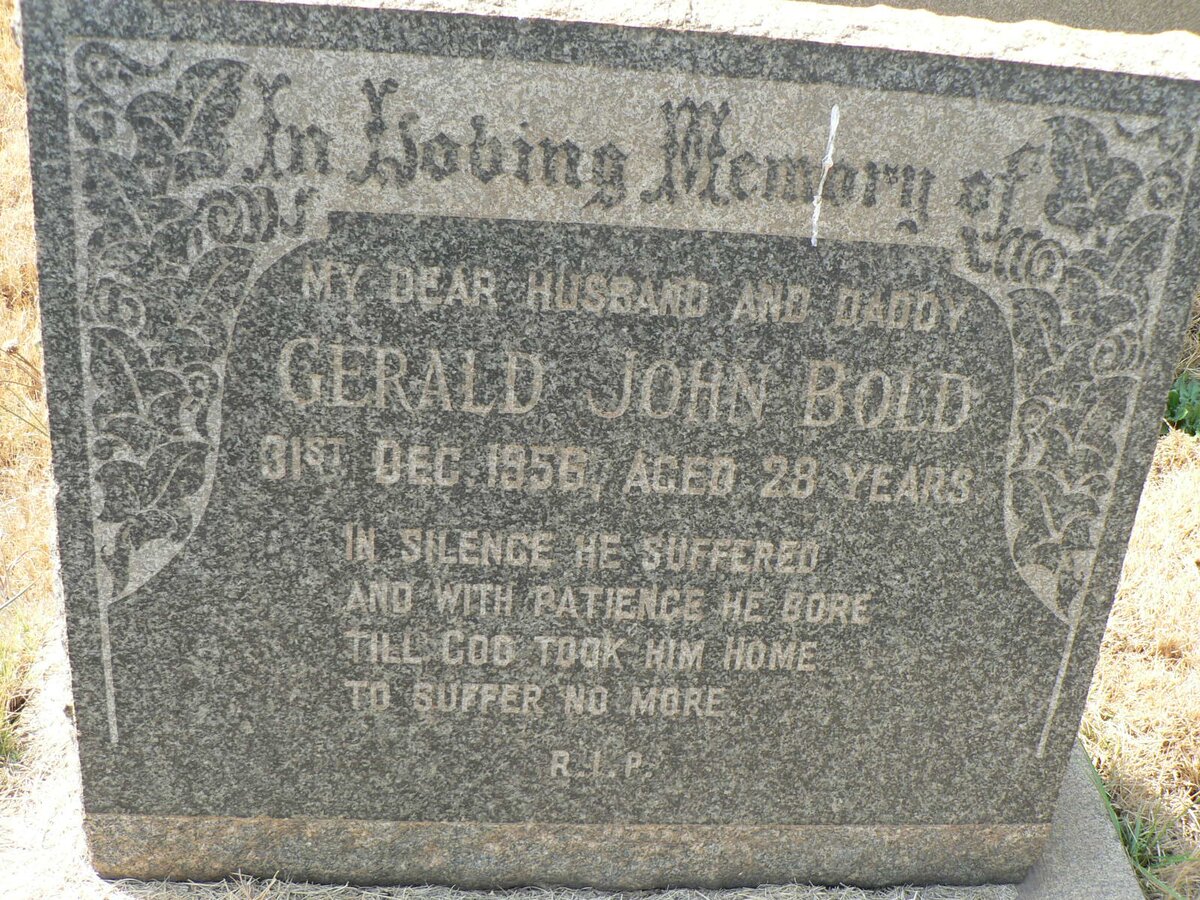 In Loving Memory of
MY DEAR HUSBAND AND DADDY
GERALD JOHN BOLD
31ST DEC. 1956, AGED 28 YEARS
IN SILENCE HE SUFFERED
AND WITH PATIENCE HE BORE
TILL GOD TOOK HIM HOME
TO SUFFER NO MORE.
R.I.P.